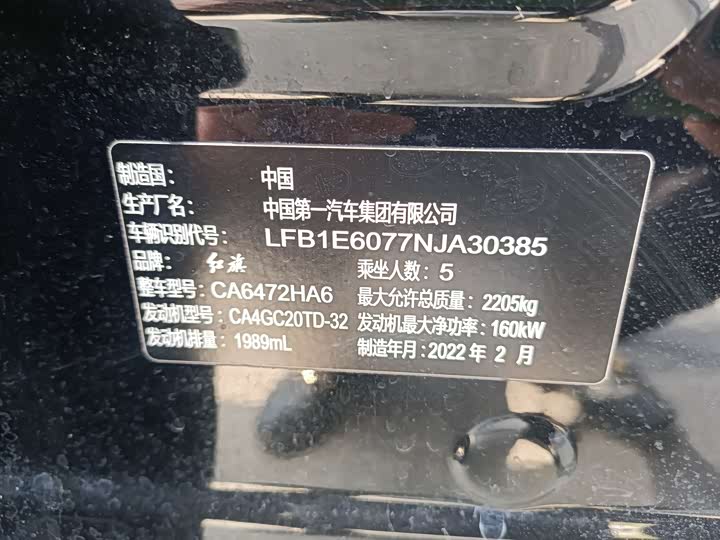 制造国： 中国
生产厂名： 中国第一汽车集团有限公司
车辆识别代号： LFB1E6077NJA30385
品牌： 红旗 乘坐人数：5
整车型号：CA6472HA6 最大允许总质量：2205kg
发动机型号：CA4GC20TD-32 发动机最大净功率：160kW
发动机排量：1989mL 制造年月：2022 年 2 月